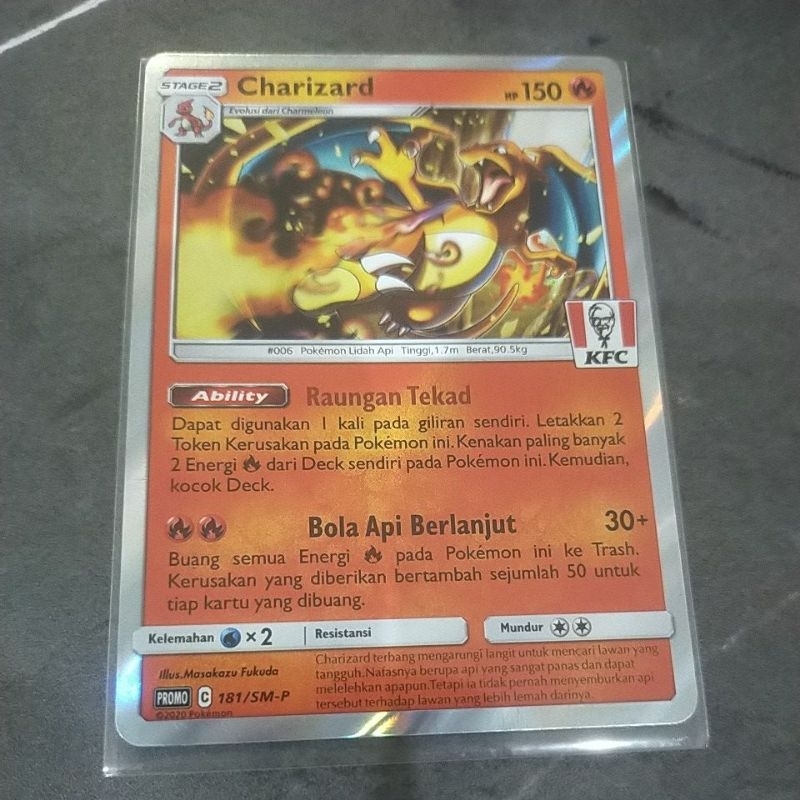 STAGE2 Charizard HP 150
Evolusi dari Charmeleon
#006 Pokémon Lidah Api Tinggi,1.7m Berat,90.5kg
KFC
Ability Raungan Tekad
Dapat digunakan 1 kali pada giliran sendiri. Letakkan 2
Token Kerusakan pada Pokémon ini. Kenakan paling banyak
2 Energi dari Deck sendiri pada Pokémon ini. Kemudian,
kocok Deck.
Bola Api Berlanjut 30+
Buang semua Energi pada Pokémon ini ke Trash.
Kerusakan yang diberikan bertambah sejumlah 50 untuk
tiap kartu yang dibuang.
Kelemahan ×2 Resistansi Mundur
Illus.Masakazu Fukuda
PROMO C 181/SM-P
©2020 Pokémon
Charizard terbang mengarungi langit untuk mencari lawan yang
tangguh. Natasnya berupa api yang sangat panas dan dapat
melelehkan apapun.Tetapi ia tidak pernah menyemburkan api
tersebut terhadap lawan yang lebih lemah darinya.